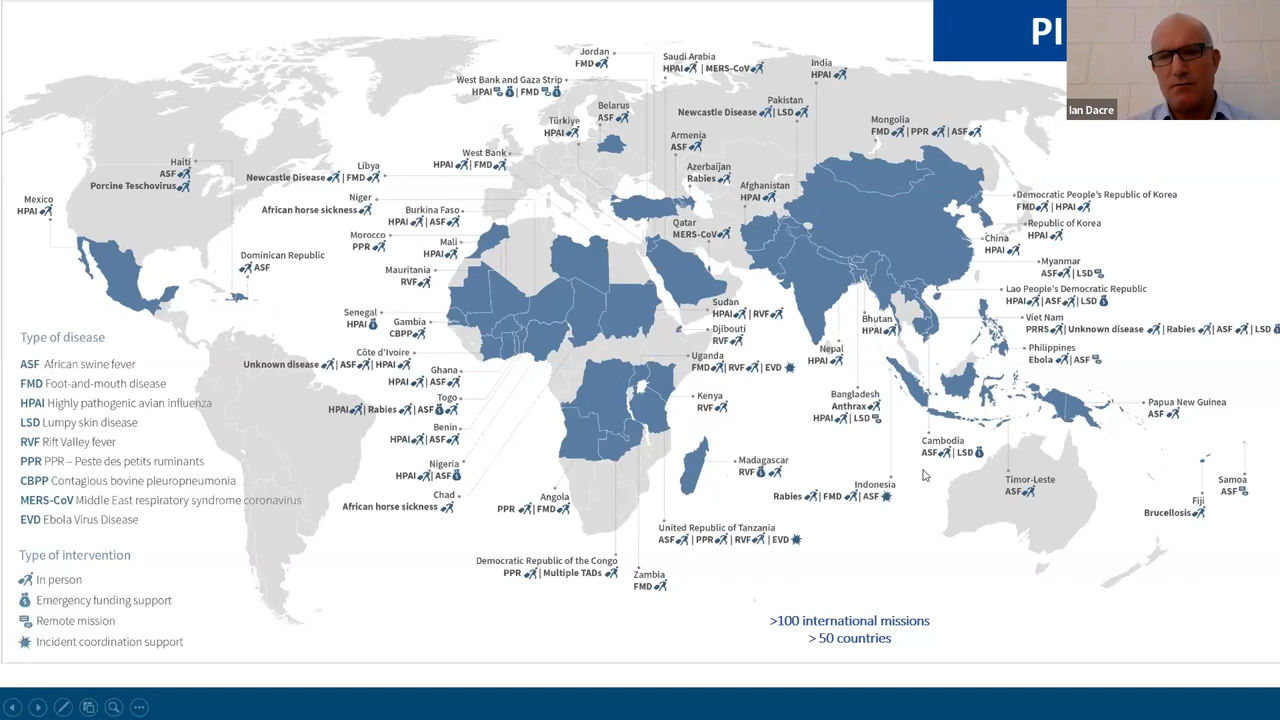 PI
Ian Dacre
Jordan
FMD
Saudi Arabia
HPAI | MERS-CoV
India
HPAI
West Bank and Gaza Strip
HPAI | FMD
Belarus
ASF
Pakistan
Newcastle Disease | LSD
Türkiye
HPAI
Mongolia
FMD | PPR | ASF
Armenia
ASF
West Bank
HPAI | FMD
Haiti
ASF
Porcine Teschovirus
Libya
Newcastle Disease | FMD
Azerbaijan
Rabies
Afghanistan
HPAI
Mexico
HPAI
Niger
African horse sickness
Democratic People's Republic of Korea
FMD | HPAI
Burkina Faso
HPAI | ASF
Qatar
MERS-CoV
Republic of Korea
HPAI
Morocco
PPR
Mali
HPAI
China
HPAI
Dominican Republic
ASF
Mauritania
RVF
Myanmar
ASF | LSD
Lao People's Democratic Republic
HPAI | ASF | LSD
Sudan
HPAI | RVF
Senegal
HPAI
Gambia
CBPP
Bhutan
HPAI
Viet Nam
PRRS | Unknown disease | Rabies | ASF | LSD
Djibouti
RVF
Type of disease
Côte d'Ivoire
Unknown disease | ASF | HPAI
Nepal
HPAI
Philippines
Ebola | ASF
Uganda
FMD | RVF | EVD
Ghana
HPAI | ASF
ASF African swine fever
FMD Foot-and-mouth disease
HPAI Highly pathogenic avian influenza
LSD Lumpy skin disease
RVF Rift Valley fever
PPR PPR – Peste des petits ruminants
CBPP Contagious bovine pleuropneumonia
MERS-CoV Middle East respiratory syndrome coronavirus
EVD Ebola Virus Disease
Togo
HPAI | Rabies | ASF
Kenya
RVF
Bangladesh
Anthrax
HPAI | LSD
Papua New Guinea
ASF
Benin
HPAI | ASF
Cambodia
ASF | LSD
Nigeria
HPAI | ASF
Madagascar
RVF
Timor-Leste
ASF
Samoa
ASF
Chad
African horse sickness
Angola
PPR | FMD
Indonesia
Rabies | FMD | ASF
Fiji
Brucellosis
United Republic of Tanzania
ASF | PPR | RVF | EVD
Democratic Republic of the Congo
PPR | Multiple TADs
Zambia
FMD
Type of intervention
In person
Emergency funding support
Remote mission
Incident coordination support
>100 international missions
> 50 countries